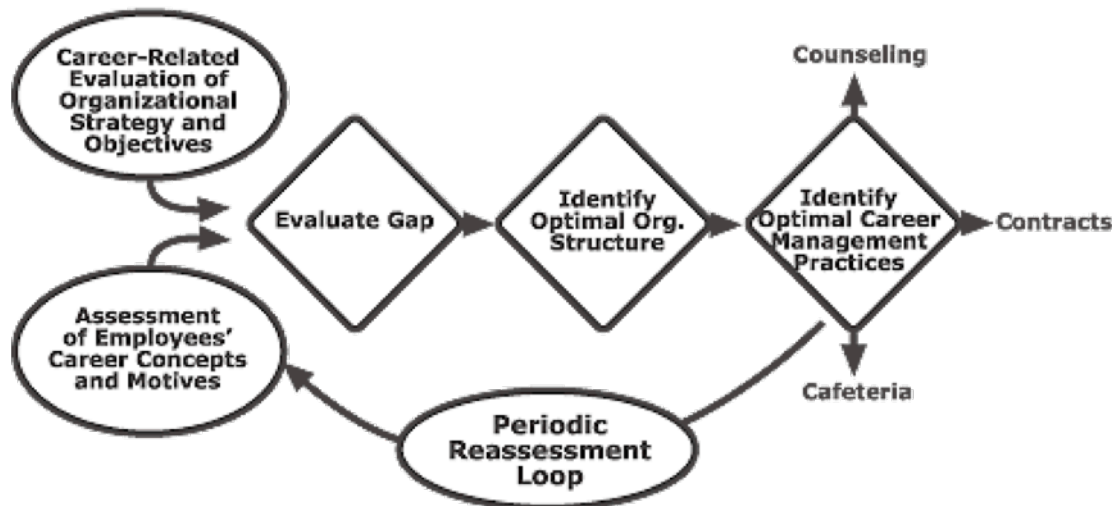 Career-Related
Evaluation of
Organizational
Strategy and
Objectives
Counseling
Evaluate Gap
Identify
Optimal Org.
Structure
Identify
Optimal Career
Management
Practices
Contracts
Assessment
of Employees’
Career Concepts
and Motives
Cafeteria
Periodic
Reassessment
Loop